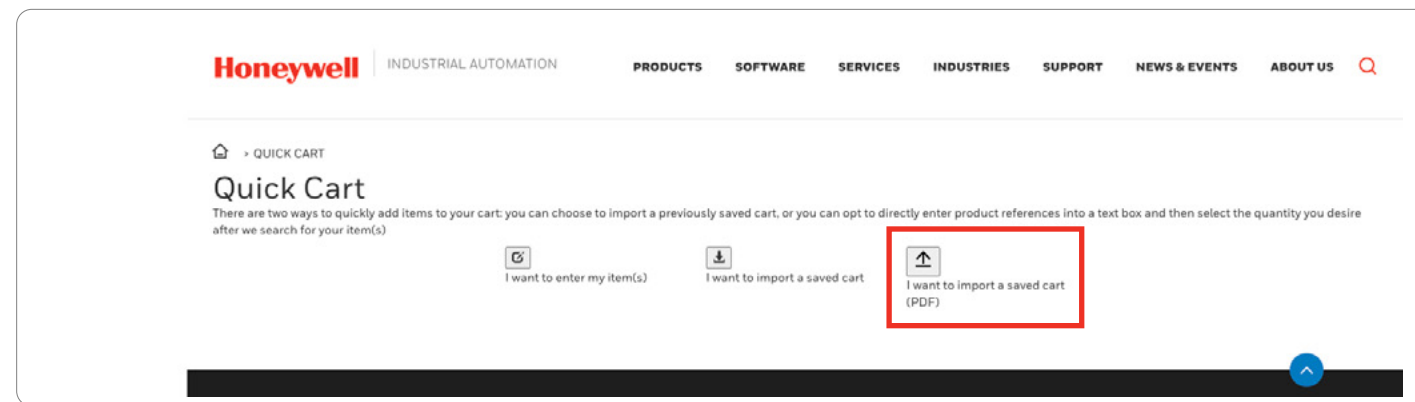 Honeywell INDUSTRIAL AUTOMATION PRODUCTS SOFTWARE SERVICES INDUSTRIES SUPPORT NEWS & EVENTS ABOUT US
> QUICK CART
Quick Cart
There are two ways to quickly add items to your cart: you can choose to import a previously saved cart, or you can opt to directly enter product references into a text box and then select the quantity you desire
after we search for your item(s)
I want to enter my item(s)
I want to import a saved cart
I want to import a saved cart
(PDF)